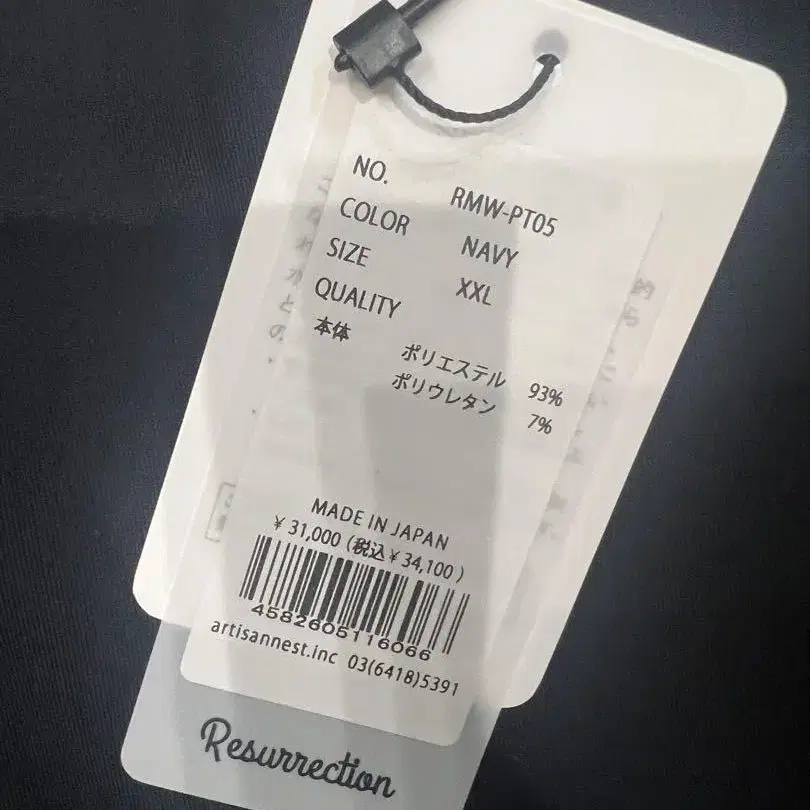 NO. RMW-PT05
COLOR NAVY
SIZE XXL
QUALITY
本体 ポリエステル 93%
ポリウレタン 7%
MADE IN JAPAN
¥ 31,000 (税込 ¥ 34,100 )
4582605116066
artisannest.inc 03(6418)5391
Resurrection